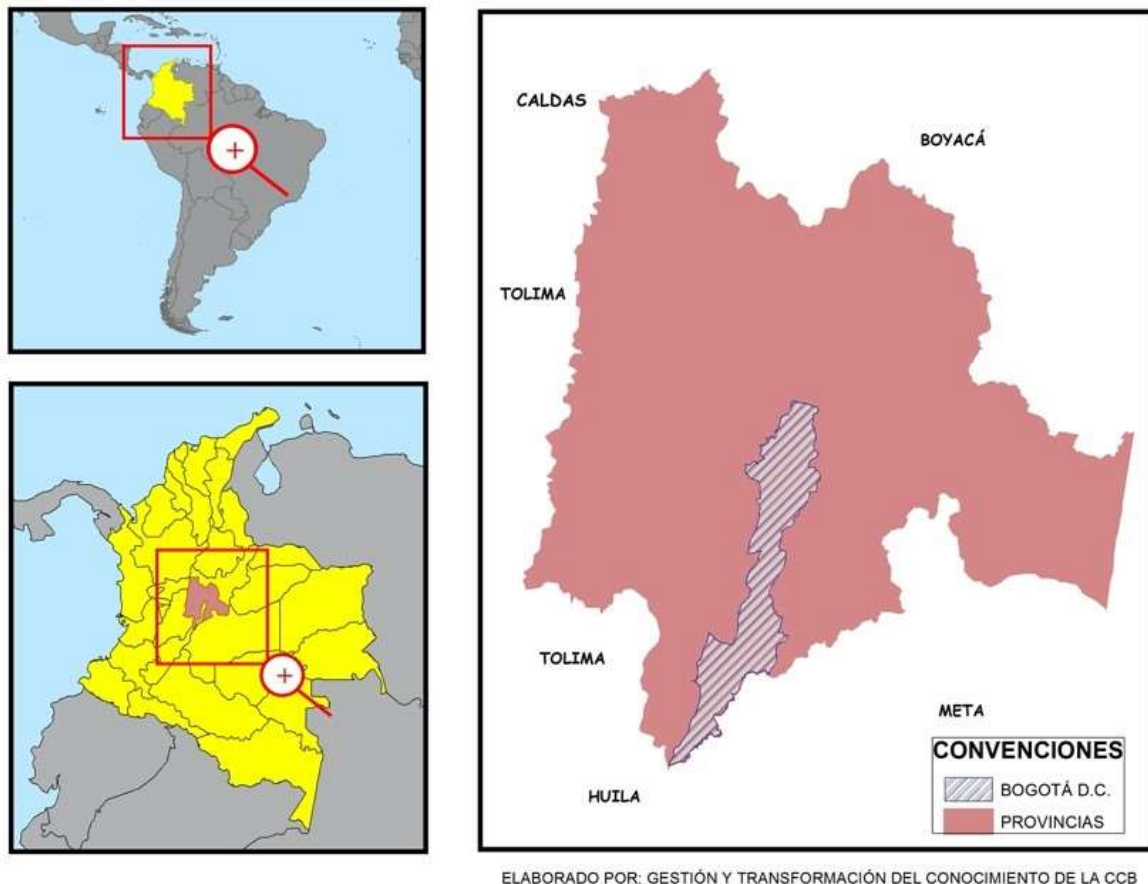 CALDAS
BOYACÁ
TOLIMA
TOLIMA
META
HUILA
CONVENCIONES
BOGOTÁ D.C.
PROVINCIAS
ELABORADO POR: GESTIÓN Y TRANSFORMACIÓN DEL CONOCIMIENTO DE LA CCB